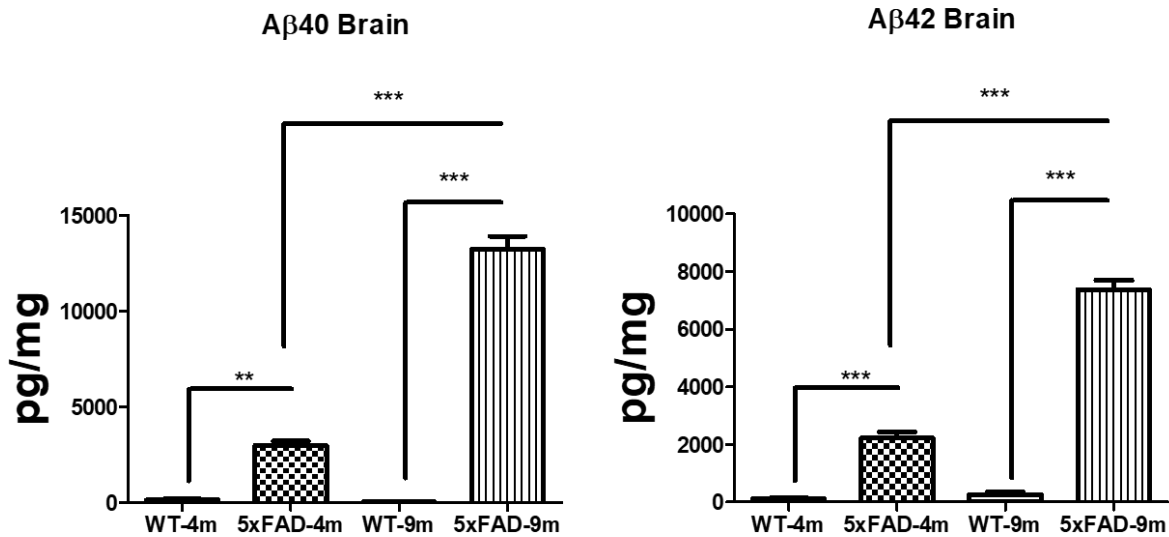 Aβ40 Brain
***
***
15000
10000
5000
0
pg/mg
**
WT-4m 5xFAD-4m WT-9m 5xFAD-9m
Aβ42 Brain
***
***
10000
8000
6000
4000
2000
0
pg/mg
***
WT-4m 5xFAD-4m WT-9m 5xFAD-9m